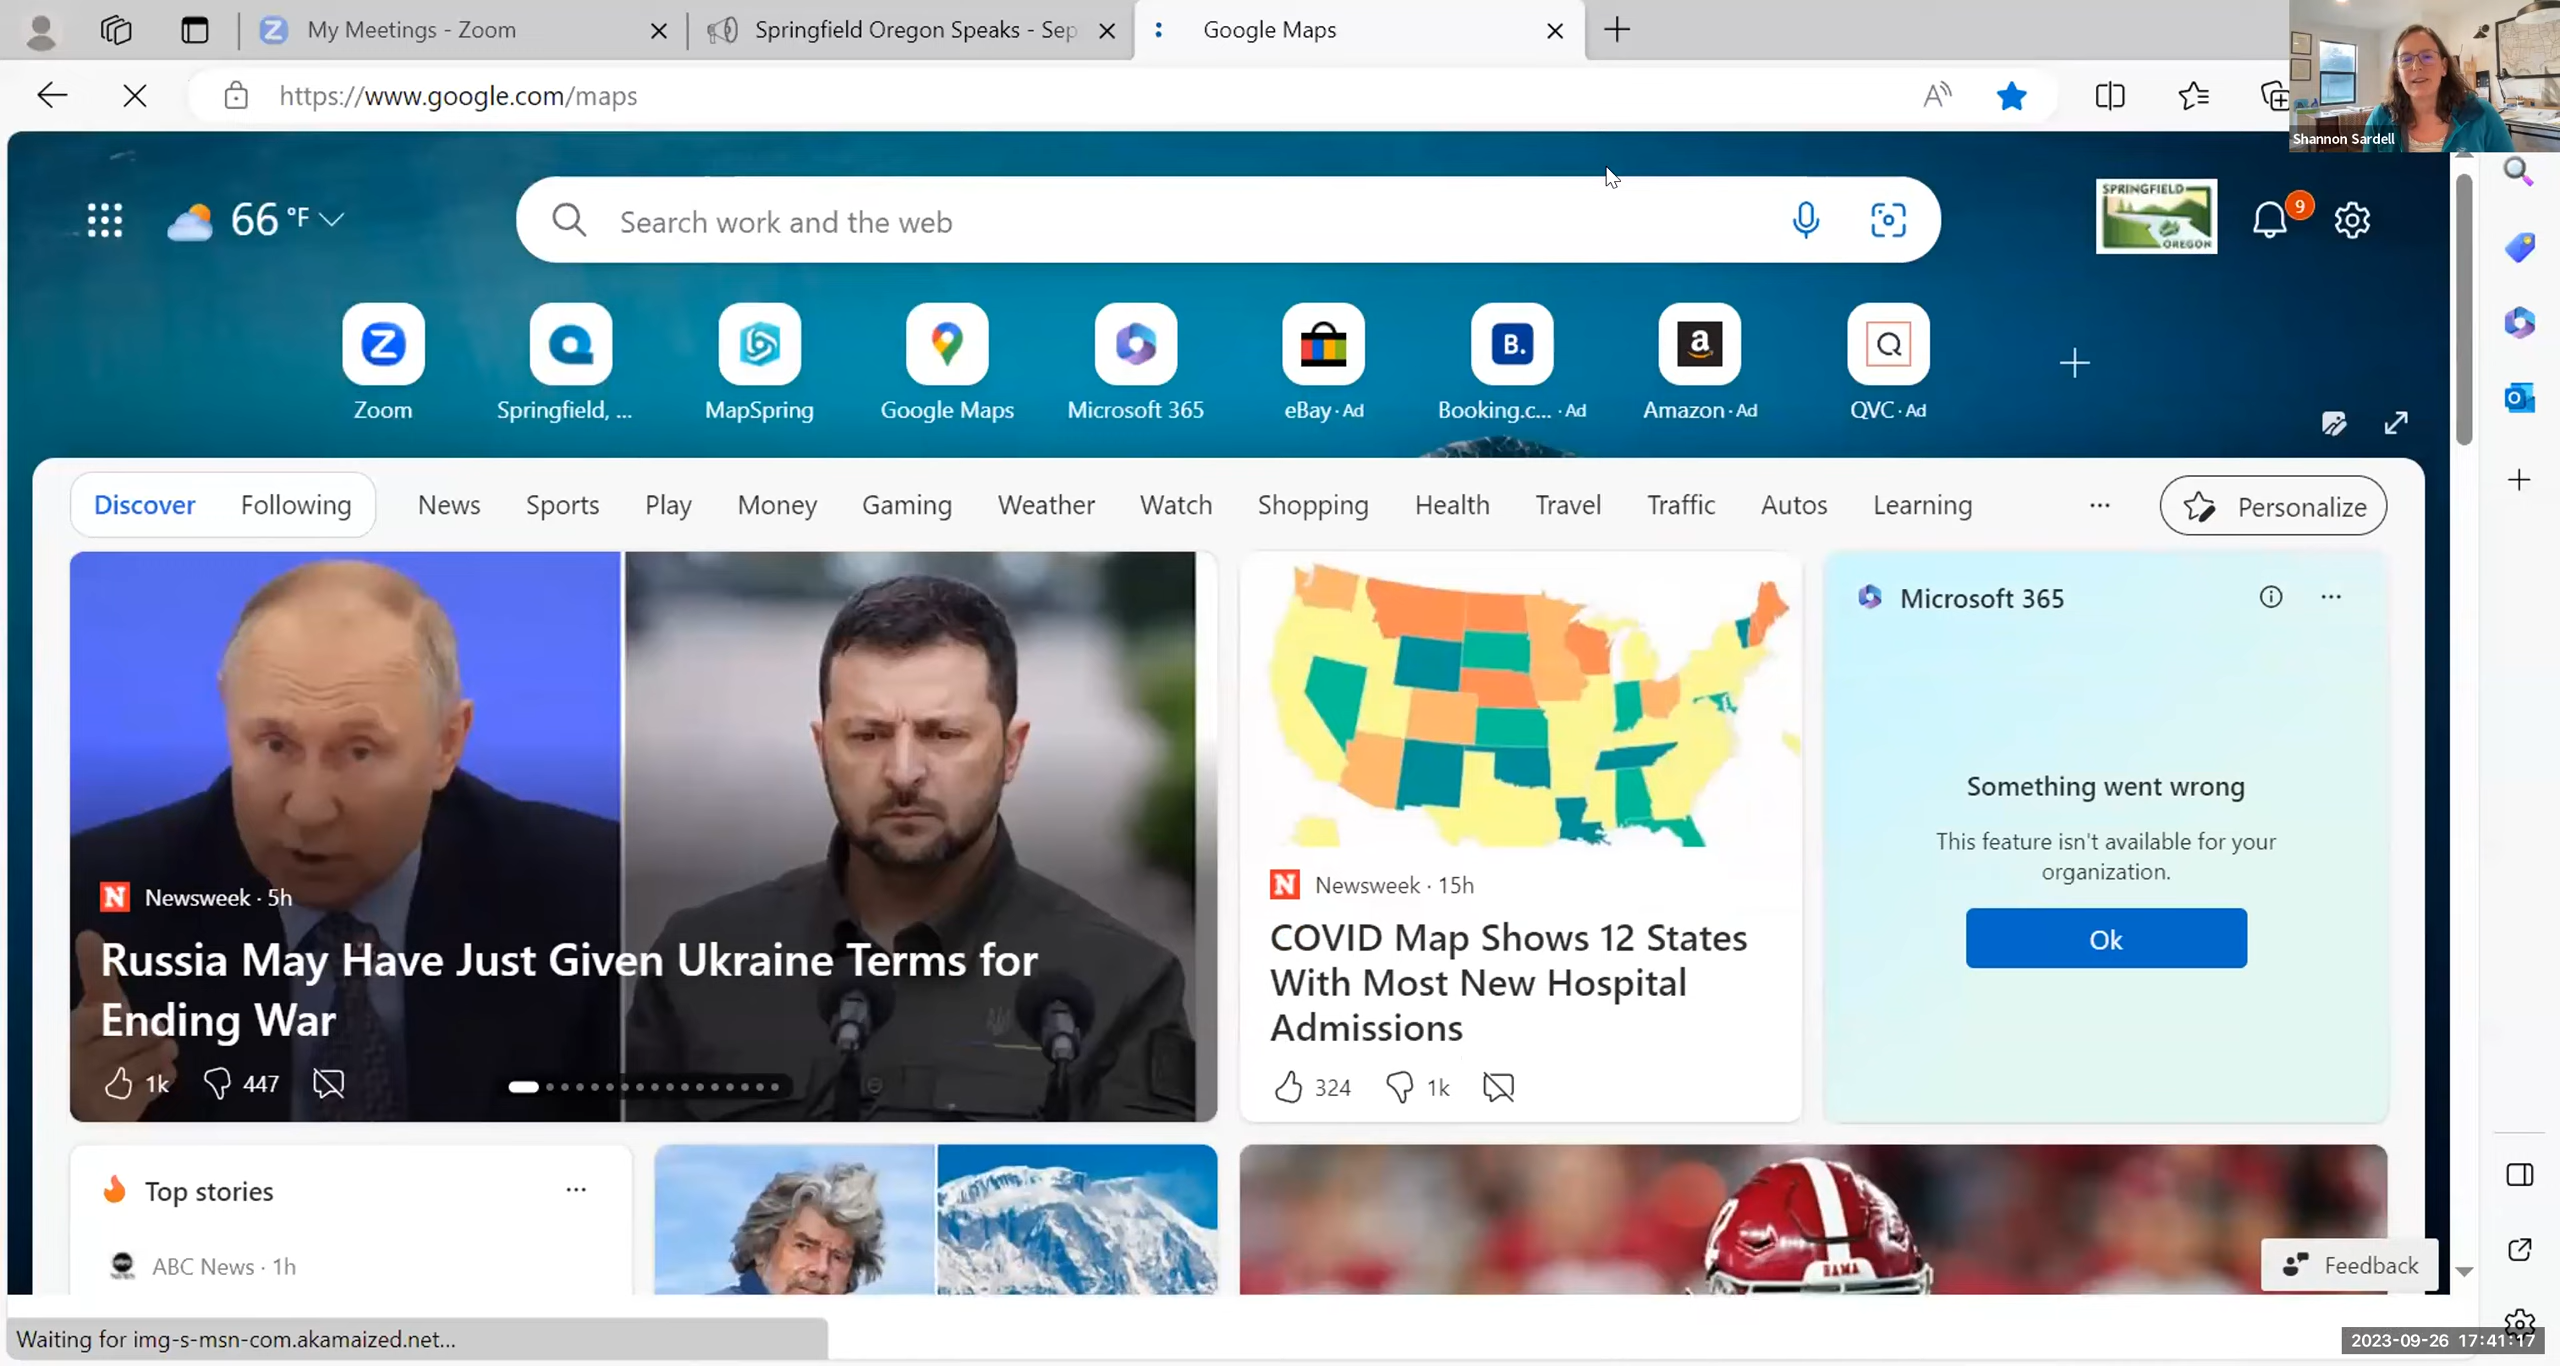 My Meetings - Zoom
Springfield Oregon Speaks - Sep
Google Maps
https://www.google.com/maps
Shannon Sardell
66 °F
Search work and the web
SPRINGFIELD
OREGON
9
Zoom
Springfield, ...
MapSpring
Google Maps
Microsoft 365
eBay · Ad
B.
Booking.c... · Ad
a
Amazon · Ad
Q
QVC · Ad
Discover
Following
News
Sports
Play
Money
Gaming
Weather
Watch
Shopping
Health
Travel
Traffic
Autos
Learning
...
Personalize
N Newsweek · 5h
Russia May Have Just Given Ukraine Terms for
Ending War
1k
447
N Newsweek · 15h
COVID Map Shows 12 States
With Most New Hospital
Admissions
324
1k
Microsoft 365
Something went wrong
This feature isn't available for your
organization.
Ok
Top stories
ABC News · 1h
BAMA
Feedback
Waiting for img-s-msn-com.akamaized.net...
2023-09-26 17:41:17